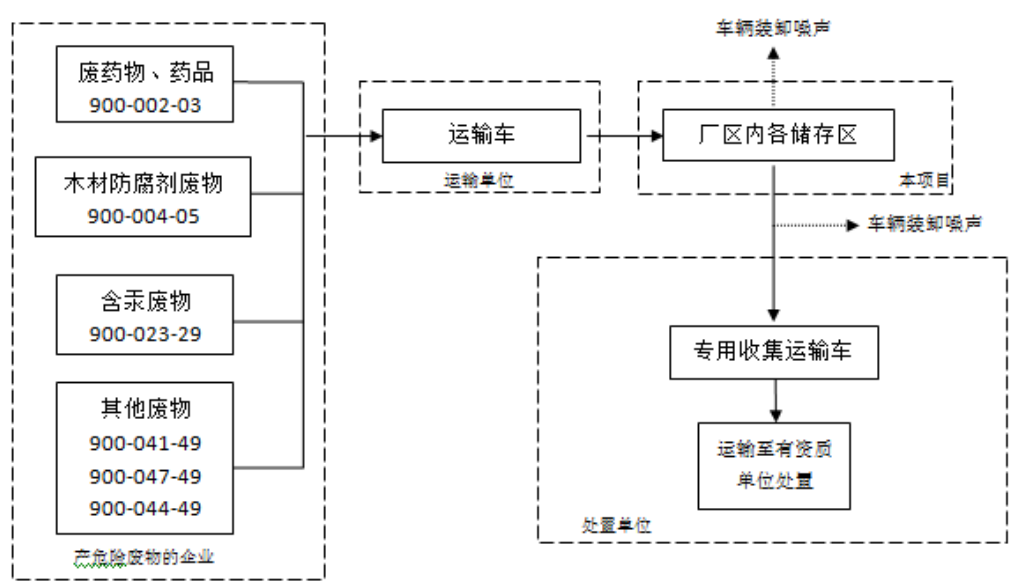 废药物、药品
900-002-03
木材防腐剂废物
900-004-05
含汞废物
900-023-29
其他废物
900-041-49
900-047-49
900-044-49
产危险废物的企业
运输车
运输单位
车辆装卸噪声
厂区内各储存区
本项目
车辆装卸噪声
专用收集运输车
运输至有资质
单位处置
处置单位